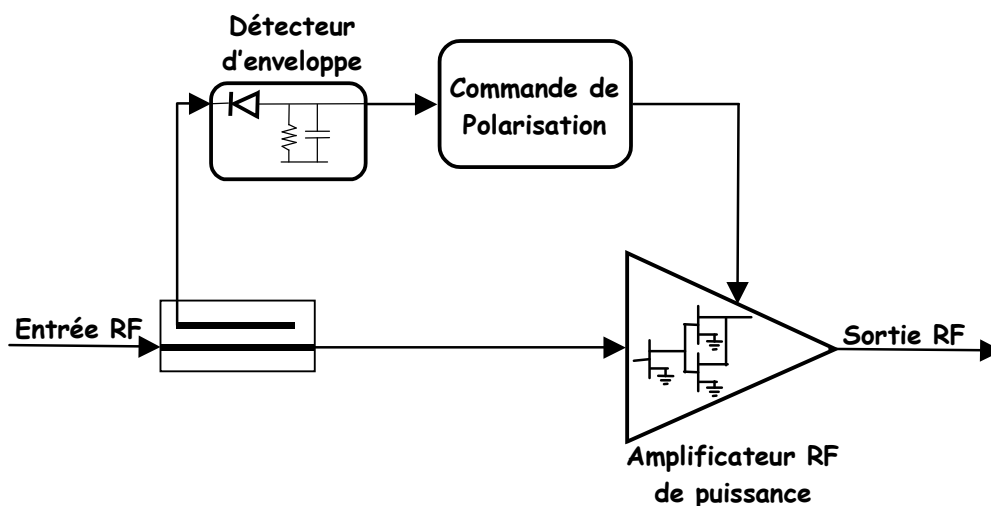 Détecteur
d'enveloppe
Commande de
Polarisation
Entrée RF
Sortie RF
Amplificateur RF
de puissance